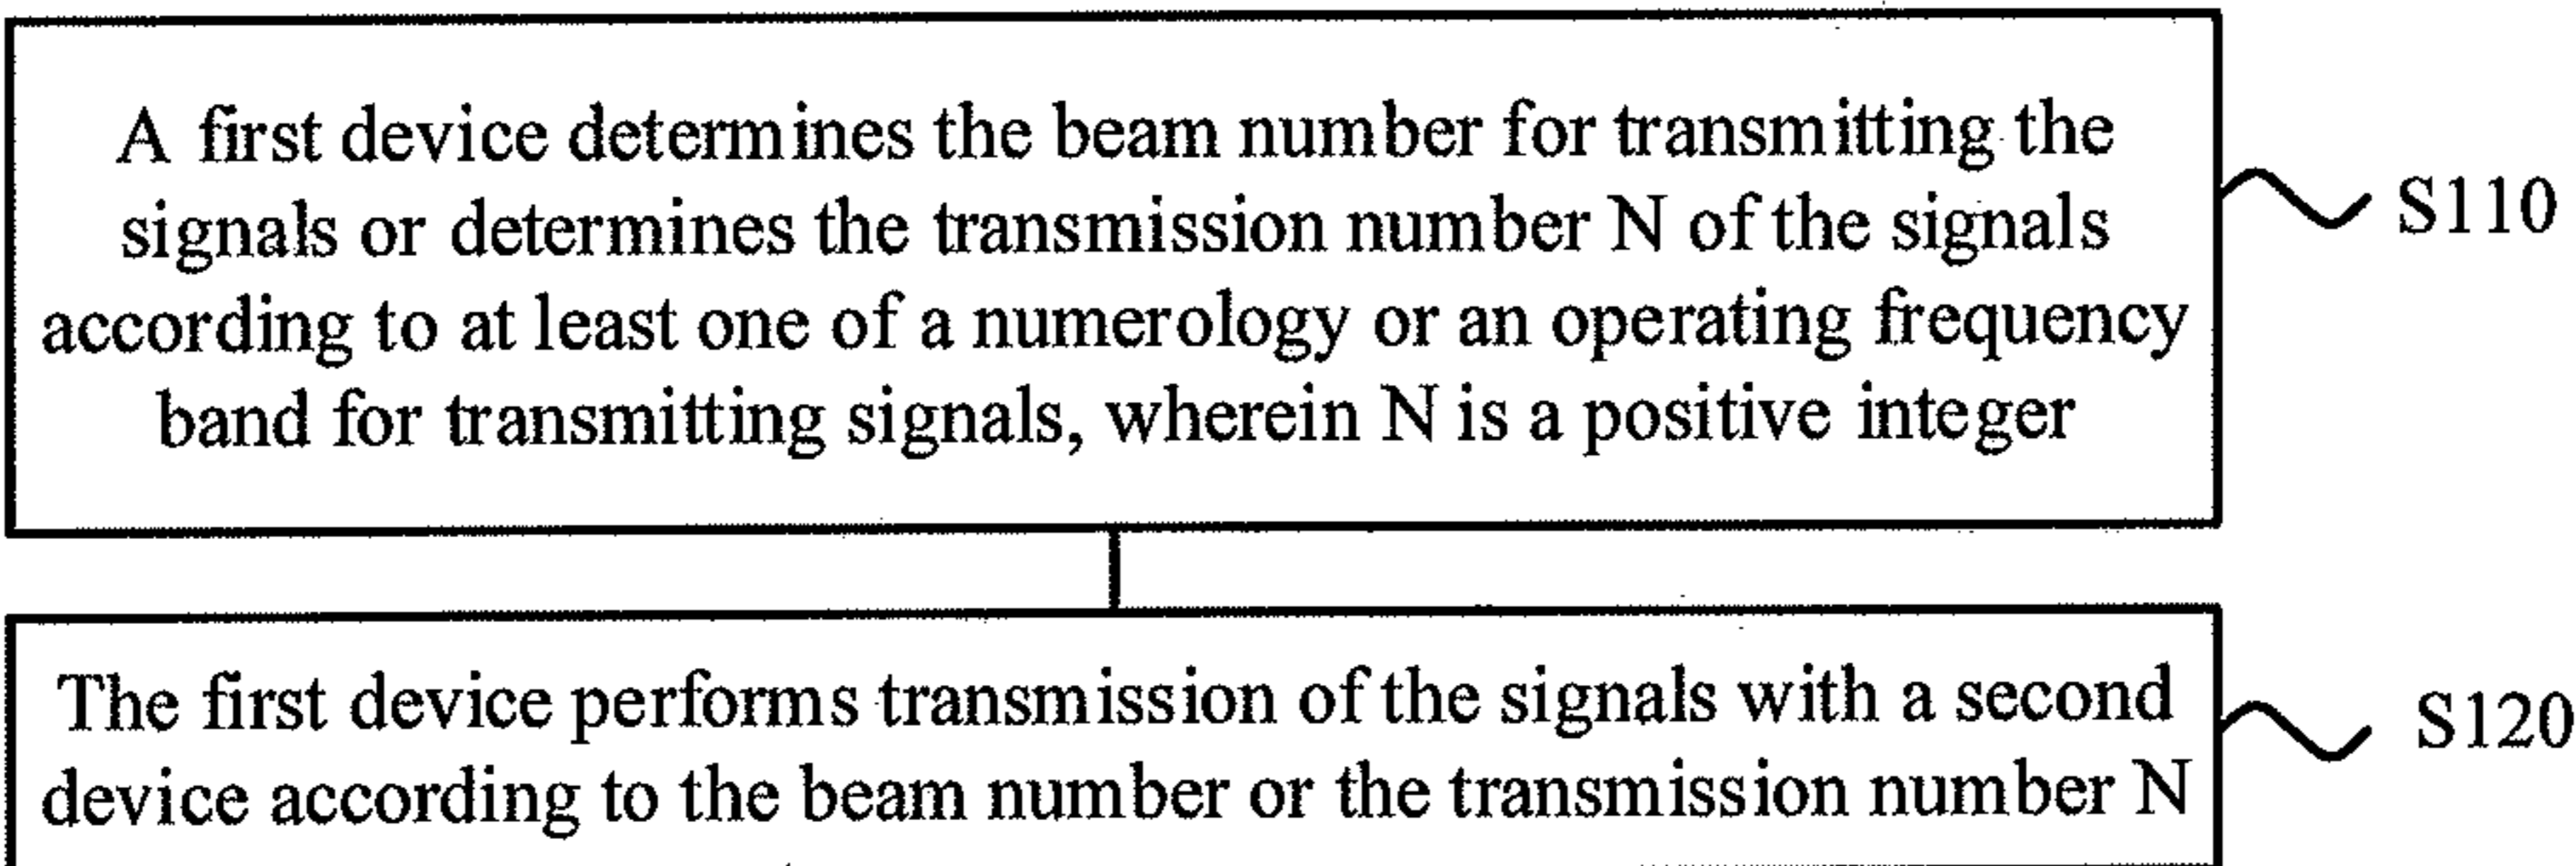 A first device determines the beam number for transmitting the
signals or determines the transmission number N of the signals
according to at least one of a numerology or an operating frequency
band for transmitting signals, wherein N is a positive integer
S110
The first device performs transmission of the signals with a second
device according to the beam number or the transmission number N
S120